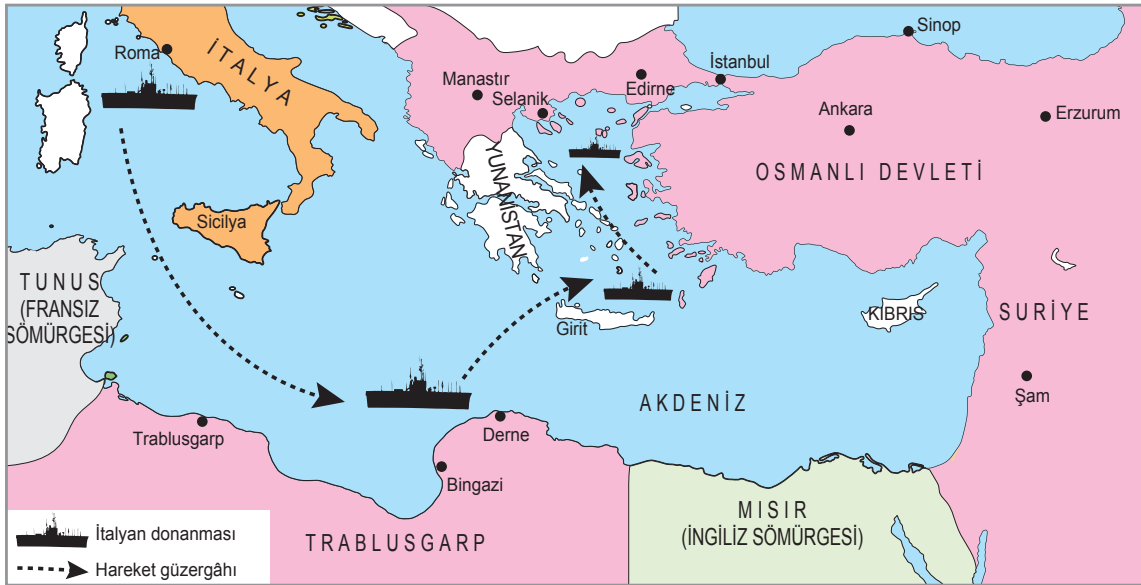 Sinop
Roma
İTALYA
İstanbul
Manastır
Edirne
Selanik
Ankara
Erzurum
OSMANLI DEVLETİ
YUNANİSTAN
Sicilya
TUNUS
(FRANSIZ
SÖMÜRGESİ)
Girit
KIBRIS
SURİYE
AKDENİZ
Şam
Trablusgarp
Derne
Bingazi
MISIR
(İNGİLİZ SÖMÜRGESİ)
TRABLUSGARP
İtalyan donanması
Hareket güzergâhı